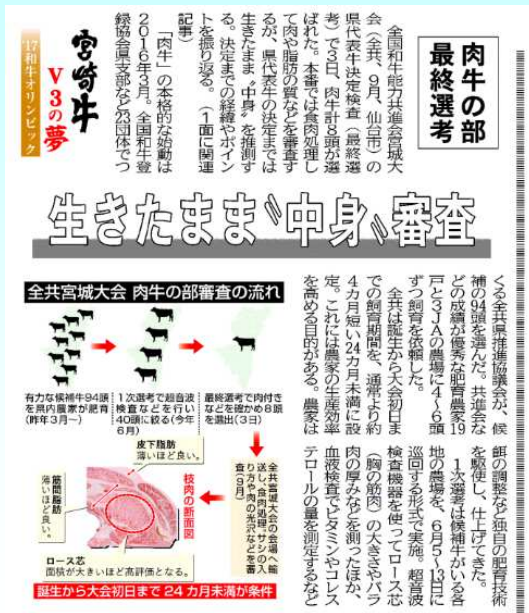 肉牛の部
最終選考
全国和牛能力共進会宮城大
会(全共、9月、仙台市)の
県代表牛決定検査(最終選
考)で3日、肉牛計8頭が選
ばれた。本番では食肉処理し
て肉や脂肪の質などを審査す
るが、県代表牛の決定までは
生きたまま〝中身〟を推測す
る。決定までの経緯やポイン
トを振り返る。(1面に関連
記事)
「肉牛」の本格的な始動は
2016年3月。全国和牛登
録協会県支部など23団体でつ
宮崎牛
V3の夢
'17和牛オリンピック
生きたまま〝中身〟審査
くる全共県推進協議会が、候
補の94頭を選んだ。共進会な
どの成績が優秀な肥育農家19
戸と3JAの農場に4～6頭
ずつ飼育を依頼した。
全共は誕生から大会初日ま
での飼育期間を、通常より約
4カ月短い24カ月未満に設
定。これには農家の生産効率
を高める目的がある。農家は
餌の調整など独自の肥育技術
を駆使し、仕上げてきた。
1次選考は候補牛がいる各
地の農場を、6月5～13日に
巡回する形式で実施。超音波
検査機器を使ってロース芯
(胸の筋肉)の大きさやバラ
肉の厚みなどを測ったほか、
血液検査でビタミンやコレス
テロールの量を測定するなど
全共宮城大会 肉牛の部審査の流れ
有力な候補牛94頭
を県内農家が肥育
(昨年3月～)
1次選考で超音波
検査などを行い
40頭に絞る(今年
6月)
最終選考で肉付き
などを確かめ8頭
を選出(3日)
全共宮城大会の会場へ輸
送し、食肉処理。サシの入
り方や肉の光沢などを審
査(9月)
枝肉の断面図
皮下脂肪
薄いほど良い。
筋間脂肪
薄いほど
良い。
ロース芯
面積が大きいほど高評価となる。
誕生から大会初日まで24カ月未満が条件